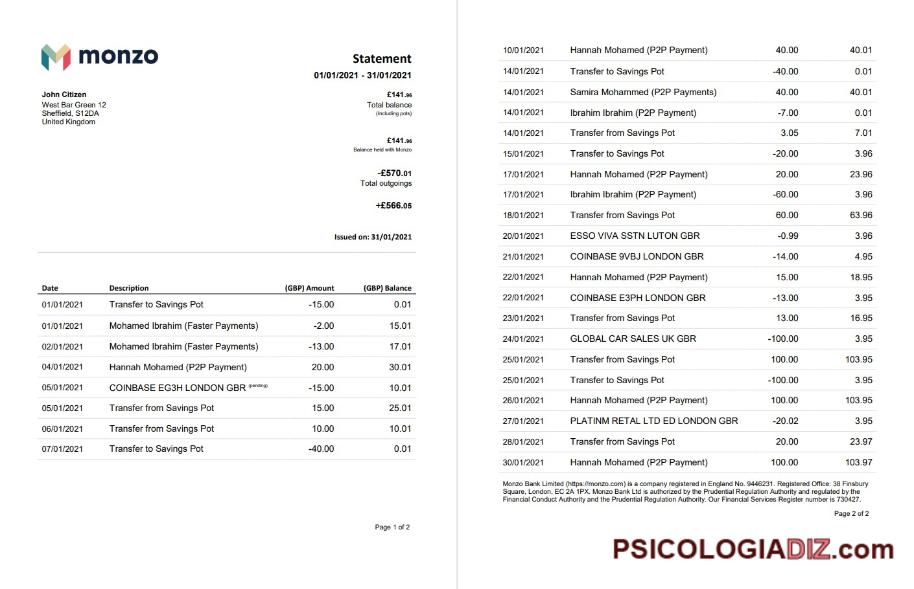 monzo
Statement
01/01/2021 - 31/01/2021
John Citizen
West Bar Green 12
Sheffield, S12DA
United Kingdom
£141.96
Total balance
(Including pots)
£141.96
Balance held with Monzo
-£570.01
Total outgoings
+£566.05
Issued on: 31/01/2021
Date Description (GBP) Amount (GBP) Balance
01/01/2021 Transfer to Savings Pot -15.00 0.01
01/01/2021 Mohamed Ibrahim (Faster Payments) -2.00 15.01
02/01/2021 Mohamed Ibrahim (Faster Payments) -13.00 17.01
04/01/2021 Hannah Mohamed (P2P Payment) 20.00 30.01
05/01/2021 COINBASE EG3H LONDON GBR (pending) -15.00 10.01
05/01/2021 Transfer from Savings Pot 15.00 25.01
06/01/2021 Transfer from Savings Pot 10.00 10.01
07/01/2021 Transfer to Savings Pot -40.00 0.01
Page 1 of 2
10/01/2021 Hannah Mohamed (P2P Payment) 40.00 40.01
14/01/2021 Transfer to Savings Pot -40.00 0.01
14/01/2021 Samira Mohammed (P2P Payments) 40.00 40.01
14/01/2021 Ibrahim Ibrahim (P2P Payment) -7.00 0.01
14/01/2021 Transfer from Savings Pot 3.05 7.01
15/01/2021 Transfer to Savings Pot -20.00 3.96
17/01/2021 Hannah Mohamed (P2P Payment) 20.00 23.96
17/01/2021 Ibrahim Ibrahim (P2P Payment) -60.00 3.96
18/01/2021 Transfer from Savings Pot 60.00 63.96
20/01/2021 ESSO VIVA SSTN LUTON GBR -0.99 3.96
21/01/2021 COINBASE 9VBJ LONDON GBR -14.00 4.95
22/01/2021 Hannah Mohamed (P2P Payment) 15.00 18.95
22/01/2021 COINBASE E3PH LONDON GBR -13.00 3.95
23/01/2021 Transfer from Savings Pot 13.00 16.95
24/01/2021 GLOBAL CAR SALES UK GBR -100.00 3.95
25/01/2021 Transfer from Savings Pot 100.00 103.95
25/01/2021 Transfer to Savings Pot -100.00 3.95
26/01/2021 Hannah Mohamed (P2P Payment) 100.00 103.95
27/01/2021 PLATINM RETAL LTD ED LONDON GBR -20.02 3.95
28/01/2021 Transfer from Savings Pot 20.00 23.97
30/01/2021 Hannah Mohamed (P2P Payment) 100.00 103.97
Monzo Bank Limited (https://monzo.com) is a company registered in England No. 9446231. Registered Office: 38 Finsbury
Square, London, EC 2A 1PX. Monzo Bank Ltd is authorized by the Prudential Regulation Authority and regulated by the
Financial Conduct Authority and the Prudential Regulation Authority. Our Financial Services Register number is 730427.
Page 2 of 2
PSICOLOGIADIZ.com